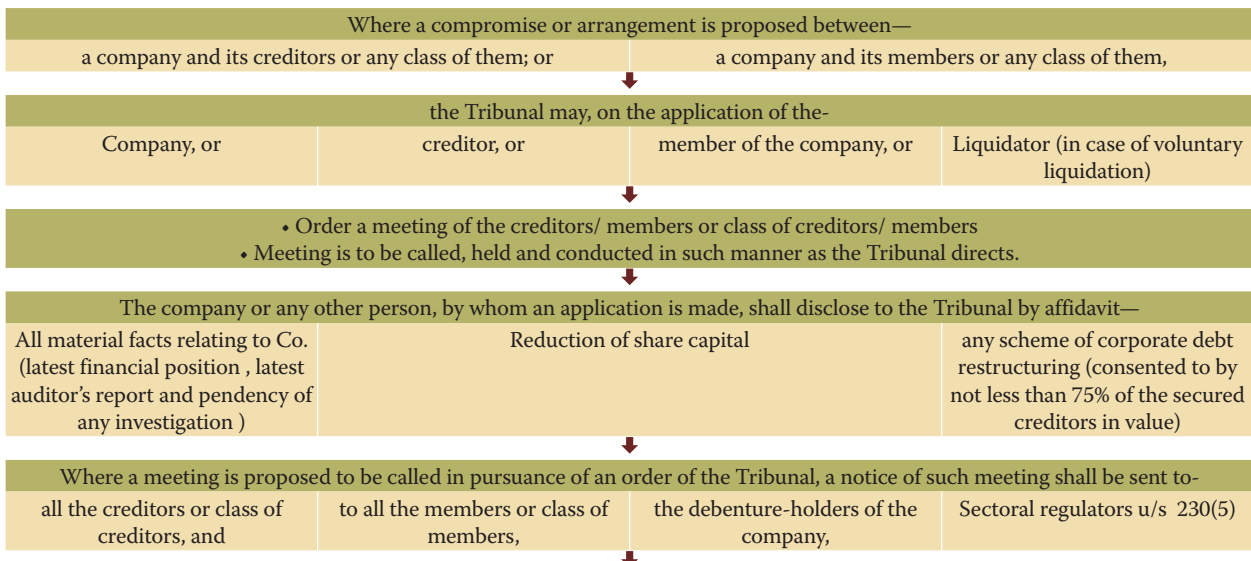 Where a compromise or arrangement is proposed between—
a company and its creditors or any class of them; or
a company and its members or any class of them,
the Tribunal may, on the application of the-
Company, or
creditor, or
member of the company, or
Liquidator (in case of voluntary
liquidation)
• Order a meeting of the creditors/ members or class of creditors/ members
• Meeting is to be called, held and conducted in such manner as the Tribunal directs.
The company or any other person, by whom an application is made, shall disclose to the Tribunal by affidavit—
All material facts relating to Co.
(latest financial position , latest
auditor's report and pendency of
any investigation )
Reduction of share capital
any scheme of corporate debt
restructuring (consented to by
not less than 75% of the secured
creditors in value)
Where a meeting is proposed to be called in pursuance of an order of the Tribunal, a notice of such meeting shall be sent to-
all the creditors or class of
creditors, and
to all the members or class of
members,
the debenture-holders of the
company,
Sectoral regulators u/s 230(5)